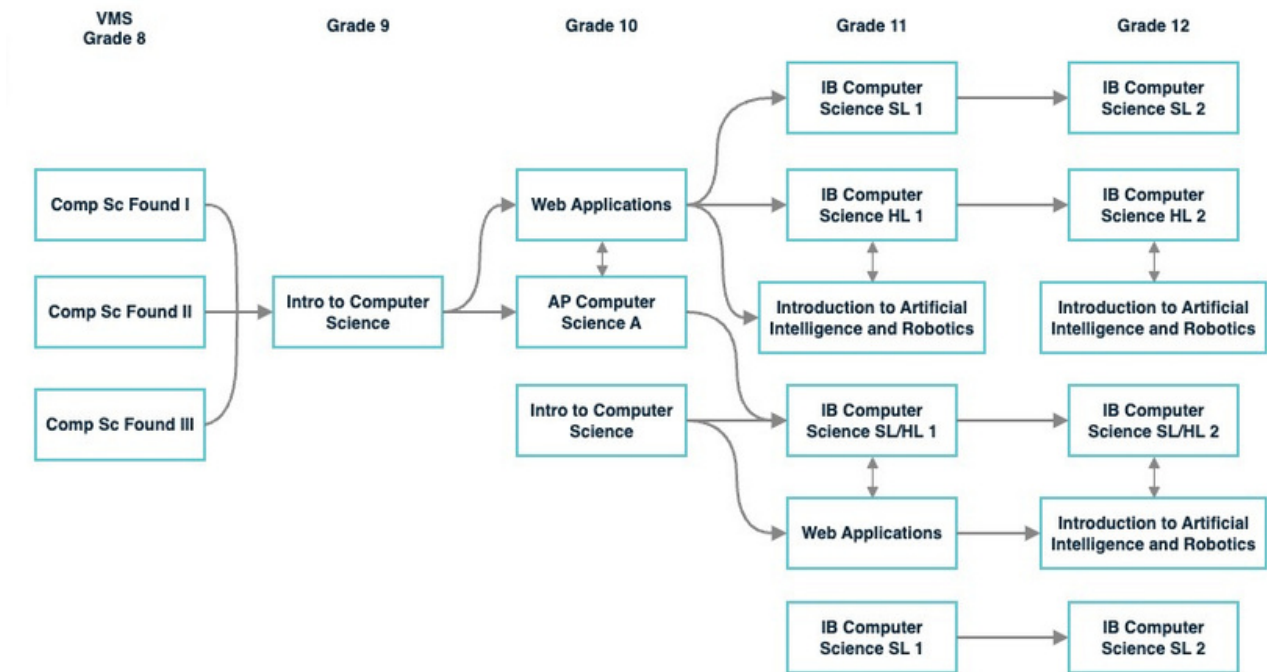 VMS
Grade 8
Grade 9
Grade 10
Grade 11
Grade 12
IB Computer
Science SL 1
IB Computer
Science SL 2
Comp Sc Found I
Web Applications
IB Computer
Science HL 1
IB Computer
Science HL 2
Comp Sc Found II
Intro to Computer
Science
AP Computer
Science A
Introduction to Artificial
Intelligence and Robotics
Introduction to Artificial
Intelligence and Robotics
Comp Sc Found III
Intro to Computer
Science
IB Computer
Science SL/HL 1
IB Computer
Science SL/HL 2
Web Applications
Introduction to Artificial
Intelligence and Robotics
IB Computer
Science SL 1
IB Computer
Science SL 2